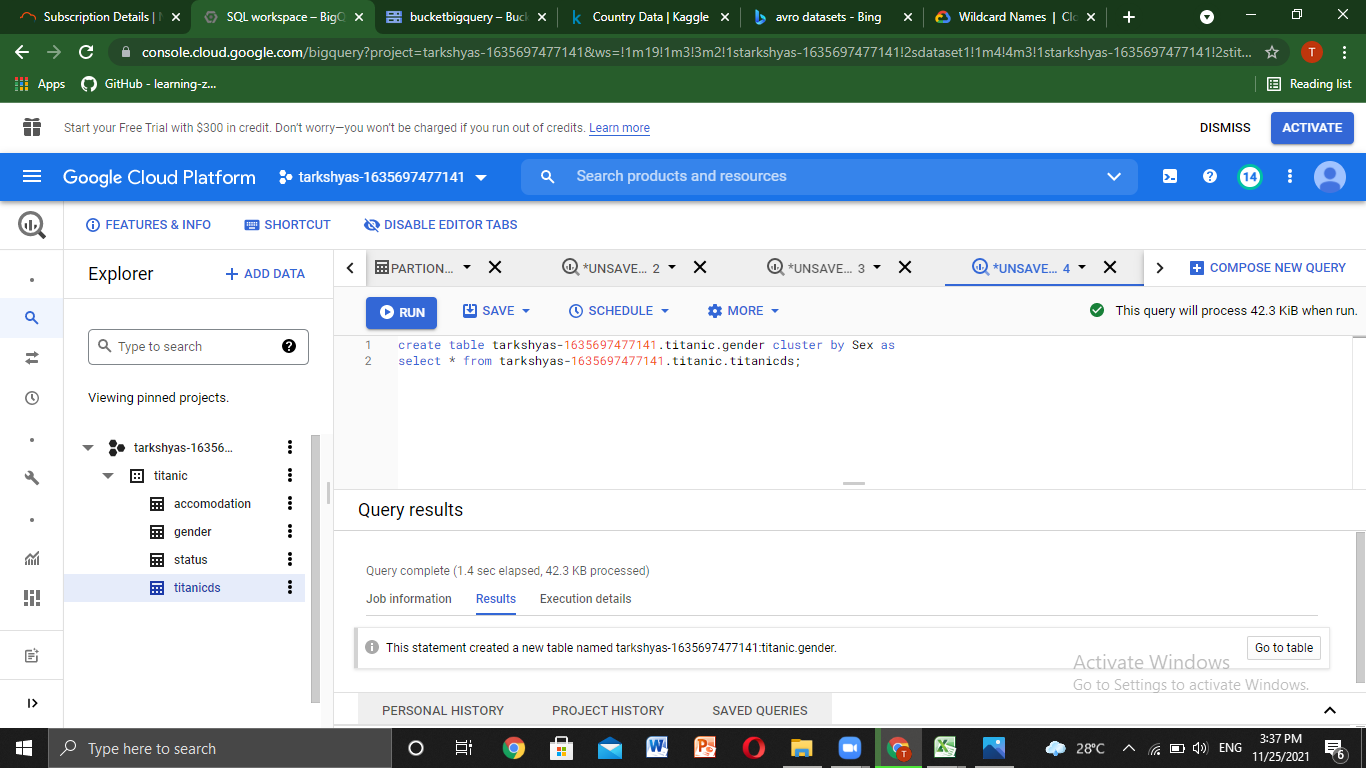 Subscription Details | N
SQL workspace – BigQ
bucketbigquery – Buck
Country Data | Kaggle
avro datasets - Bing
Wildcard Names | Clo
console.cloud.google.com/bigquery?project=tarkshyas-1635697477141&ws=!1m19!1m3!3m2!1starkshyas-1635697477141!2sdataset1!1m4!4m3!1starkshyas-1635697477141!2stit...
T
Apps
GitHub - learning-z...
Reading list
Start your Free Trial with $300 in credit. Don't worry—you won't be charged if you run out of credits. Learn more
DISMISS
ACTIVATE
Google Cloud Platform
tarkshyas-1635697477141
Search products and resources
14
FEATURES & INFO
SHORTCUT
DISABLE EDITOR TABS
Explorer
+ ADD DATA
PARTION...
*UNSAVE... 2
*UNSAVE... 3
*UNSAVE... 4
COMPOSE NEW QUERY
RUN
SAVE
SCHEDULE
MORE
This query will process 42.3 KiB when run.
Type to search
1 create table tarkshyas-1635697477141.titanic.gender cluster by Sex as
2 select * from tarkshyas-1635697477141.titanic.titanicds;
Viewing pinned projects.
tarkshyas-16356...
titanic
accomodation
gender
status
titanicds
Query results
Query complete (1.4 sec elapsed, 42.3 KB processed)
Job information
Results
Execution details
This statement created a new table named tarkshyas-1635697477141:titanic.gender.
Go to table
Activate Windows
Go to Settings to activate Windows.
PERSONAL HISTORY
PROJECT HISTORY
SAVED QUERIES
Type here to search
28°C
ENG
3:37 PM
11/25/2021
6